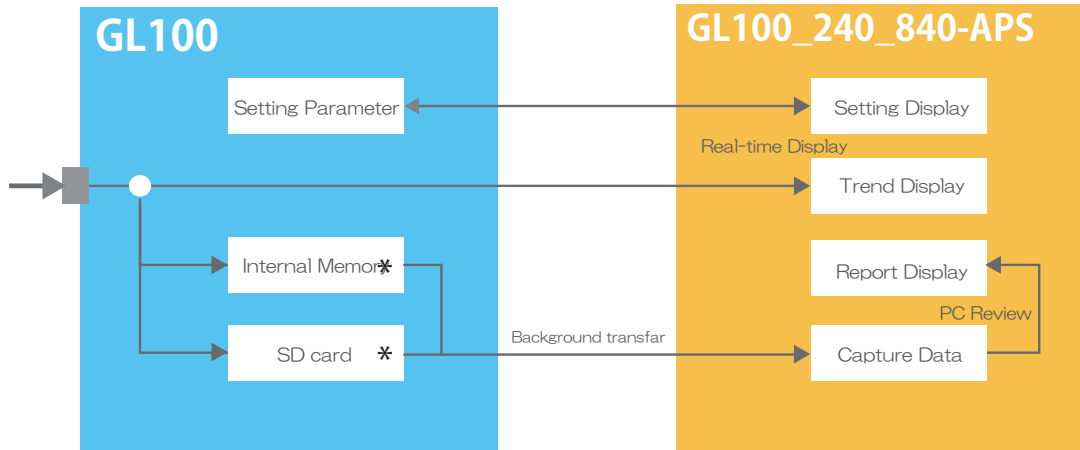 GL100
GL100_240_840-APS
Setting Parameter
Setting Display
Real-time Display
Trend Display
Internal Memory*
Report Display
PC Review
SD card *
Background transfar
Capture Data